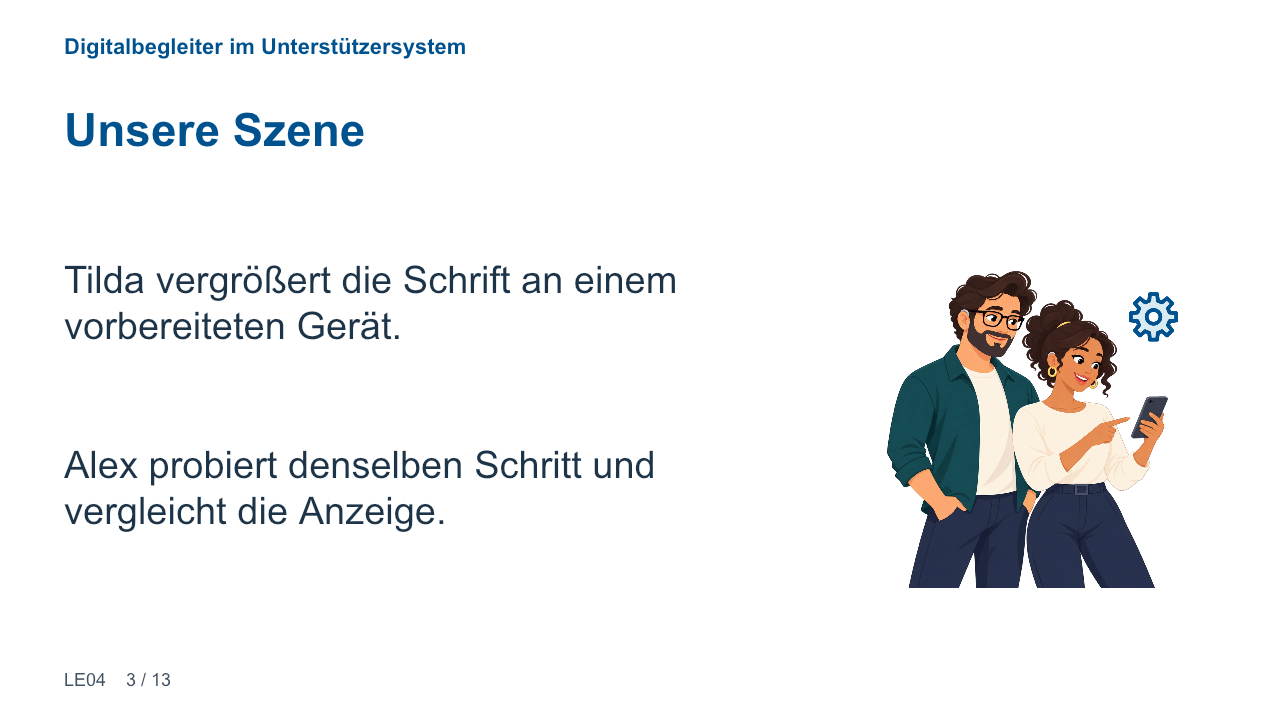 Digitalbegleiter im Unterstützersystem
Unsere Szene
Tilda vergrößert die Schrift an einem
vorbereiteten Gerät.
Alex probiert denselben Schritt und
vergleicht die Anzeige.
LE04 3 / 13